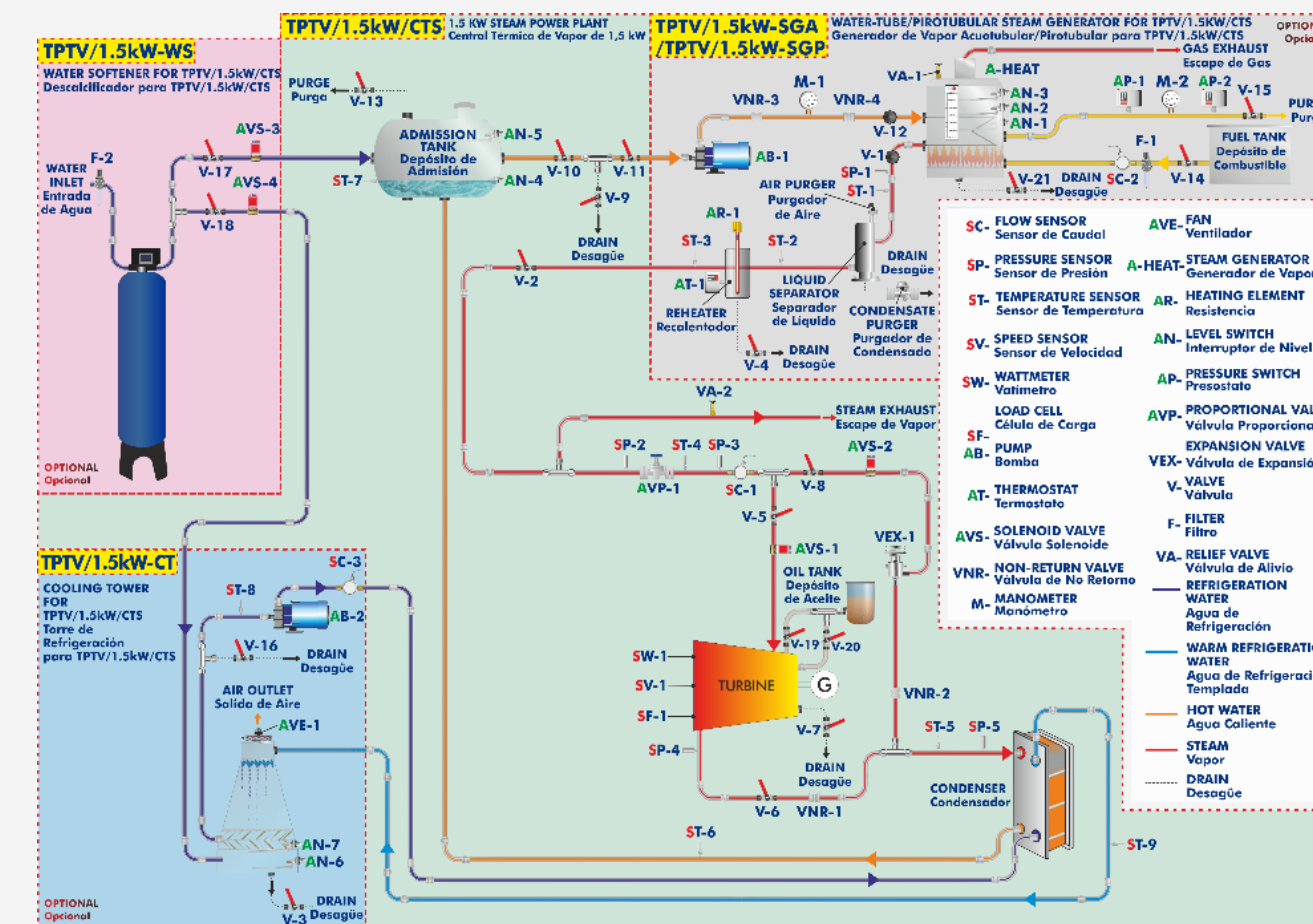 TPTV/1.5kW-WS
WATER SOFTENER FOR TPTV/1.5kW/CTS
Descalcificador para TPTV/1.5kW/CTS
F-2
WATER
INLET
Entrada
de Agua
AVS-3
V-17
AVS-4
V-18
OPTIONAL
Opcional
TPTV/1.5kW/CTS
1.5 KW STEAM POWER PLANT
Central Térmica de Vapor de 1,5 kW
PURGE
Purga
V-13
ADMISSION
TANK
Depósito de
Admisión
AN-5
AN-4
ST-7
V-10
V-11
V-9
DRAIN
Desagüe
V-2
TPTV/1.5kW-SGA
/TPTV/1.5kW-SGP
WATER-TUBE/PIROTUBULAR STEAM GENERATOR FOR TPTV/1.5KW/CTS
Generador de Vapor Acuotubular/Pirotubular para TPTV/1.5KW/CTS
GAS EXHAUST
Escape de Gas
VA-1
A-HEAT
M-1
VNR-3
VNR-4
V-12
AN-3
AN-2
AN-1
AP-1
M-2
AP-2
V-15
AB-1
V-1
SP-1
ST-1
F-1
SC-2
V-14
FUEL TANK
Depósito de
Combustible
V-21
DRAIN
Desagüe
AIR PURGER
Purgador
de Aire
AR-1
ST-3
ST-2
AT-1
REHEATER
Recalentador
LIQUID
SEPARATOR
Separador
de Líquido
DRAIN
Desagüe
CONDENSATE
PURGER
Purgador de
Condensado
V-4
DRAIN
Desagüe
SC- FLOW SENSOR
Sensor de Caudal
SP- PRESSURE SENSOR
Sensor de Presión
ST- TEMPERATURE SENSOR
Sensor de Temperatura
SV- SPEED SENSOR
Sensor de Velocidad
SW- WATTMETER
Vatímetro
SF- LOAD CELL
Célula de Carga
AB- PUMP
Bomba
AT- THERMOSTAT
Termostato
AVS- SOLENOID VALVE
Válvula Solenoide
VNR- NON-RETURN VALVE
Válvula de No Retorno
M- MANOMETER
Manómetro
AVE- FAN
Ventilador
A-HEAT- STEAM GENERATOR
Generador de Vapor
AR- HEATING ELEMENT
Resistencia
AN- LEVEL SWITCH
Interruptor de Nivel
AP- PRESSURE SWITCH
Presostato
AVP- PROPORTIONAL
Válvula
VEX- EXPANSION VALVE
Válvula de
V- VALVE
Válvula
F- FILTER
Filtro
VA- RELIEF VALVE
Válvula de Alivio
REFRIGERATION
WATER
Agua de
Refrigeración
WARM
WATER
Agua de
Templada
HOT WATER
Agua Caliente
STEAM
Vapor
DRAIN
Desagüe
VA-2
STEAM EXHAUST
Escape de Vapor
SP-2
ST-4
SP-3
AVS-2
AVP-1
SC-1
V-8
V-5
AVS-1
VEX-1
OIL TANK
Depósito
de Aceite
V-19
V-20
SW-1
SV-1
SF-1
TURBINE
G
SP-4
V-7
DRAIN
Desagüe
VNR-2
ST-5
SP-5
V-6
VNR-1
CONDENSER
Condensador
ST-6
ST-9
TPTV/1.5kW-CT
COOLING TOWER
FOR
TPTV/1.5kW/CTS
Torre de
Refrigeración
para TPTV/1.5kW/CTS
SC-3
ST-8
AB-2
V-16
DRAIN
Desagüe
AIR OUTLET
Salida de Aire
AVE-1
AN-7
AN-6
V-3
DRAIN
Desagüe
OPTIONAL
Opcional